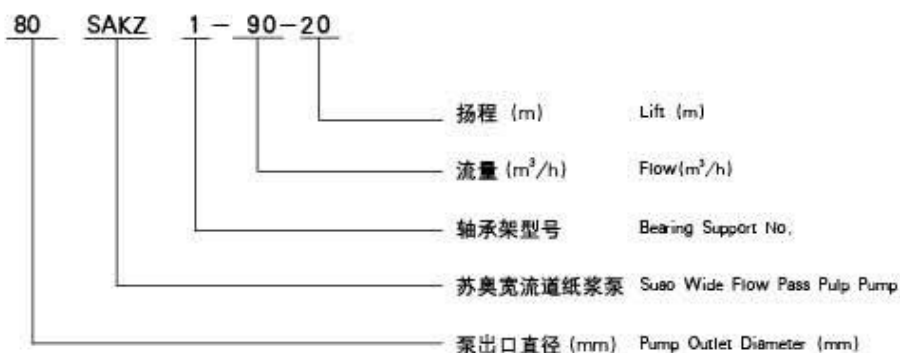 80 SAKZ 1-90-20
扬程 (m) Lift (m)
流量 (m³/h) Flow(m³/h)
轴承架型号 Bearing Support No.
苏奥宽流道纸浆泵 Suao Wide Flow Pass Pulp Pump
泵出口直径 (mm) Pump Outlet Diameter (mm)